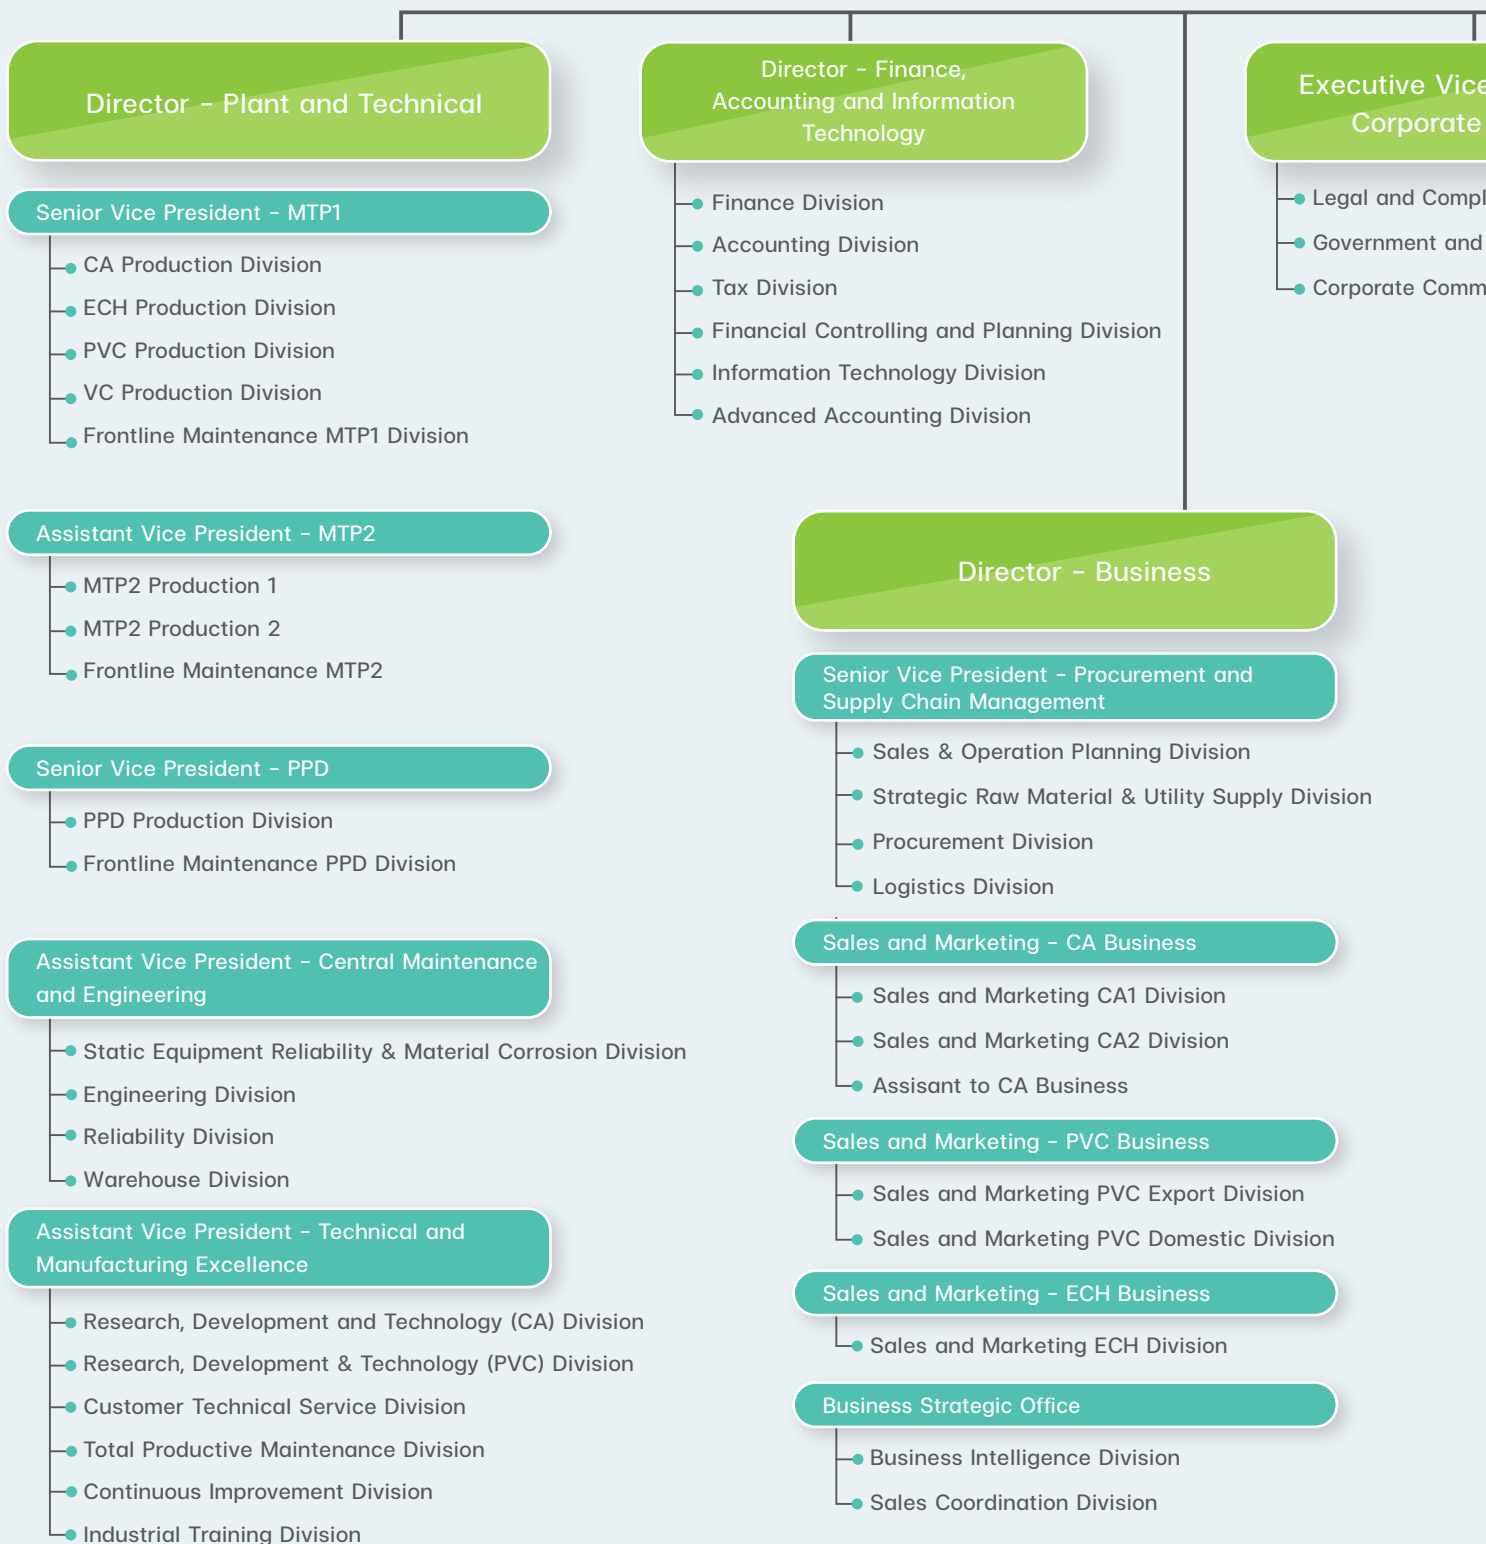 Director – Plant and Technical
Senior Vice President – MTP1
CA Production Division
ECH Production Division
PVC Production Division
VC Production Division
Frontline Maintenance MTP1 Division
Assistant Vice President – MTP2
MTP2 Production 1
MTP2 Production 2
Frontline Maintenance MTP2
Senior Vice President – PPD
PPD Production Division
Frontline Maintenance PPD Division
Assistant Vice President – Central Maintenance
and Engineering
Static Equipment Reliability & Material Corrosion Division
Engineering Division
Reliability Division
Warehouse Division
Assistant Vice President – Technical and
Manufacturing Excellence
Research, Development and Technology (CA) Division
Research, Development & Technology (PVC) Division
Customer Technical Service Division
Total Productive Maintenance Division
Continuous Improvement Division
Industrial Training Division
Director – Finance,
Accounting and Information
Technology
Finance Division
Accounting Division
Tax Division
Financial Controlling and Planning Division
Information Technology Division
Advanced Accounting Division
Director – Business
Senior Vice President – Procurement and
Supply Chain Management
Sales & Operation Planning Division
Strategic Raw Material & Utility Supply Division
Procurement Division
Logistics Division
Sales and Marketing – CA Business
Sales and Marketing CA1 Division
Sales and Marketing CA2 Division
Assisant to CA Business
Sales and Marketing – PVC Business
Sales and Marketing PVC Export Division
Sales and Marketing PVC Domestic Division
Sales and Marketing – ECH Business
Sales and Marketing ECH Division
Business Strategic Office
Business Intelligence Division
Sales Coordination Division
Executive Vice
Corporate
Legal and Compl
Government and
Corporate Comm